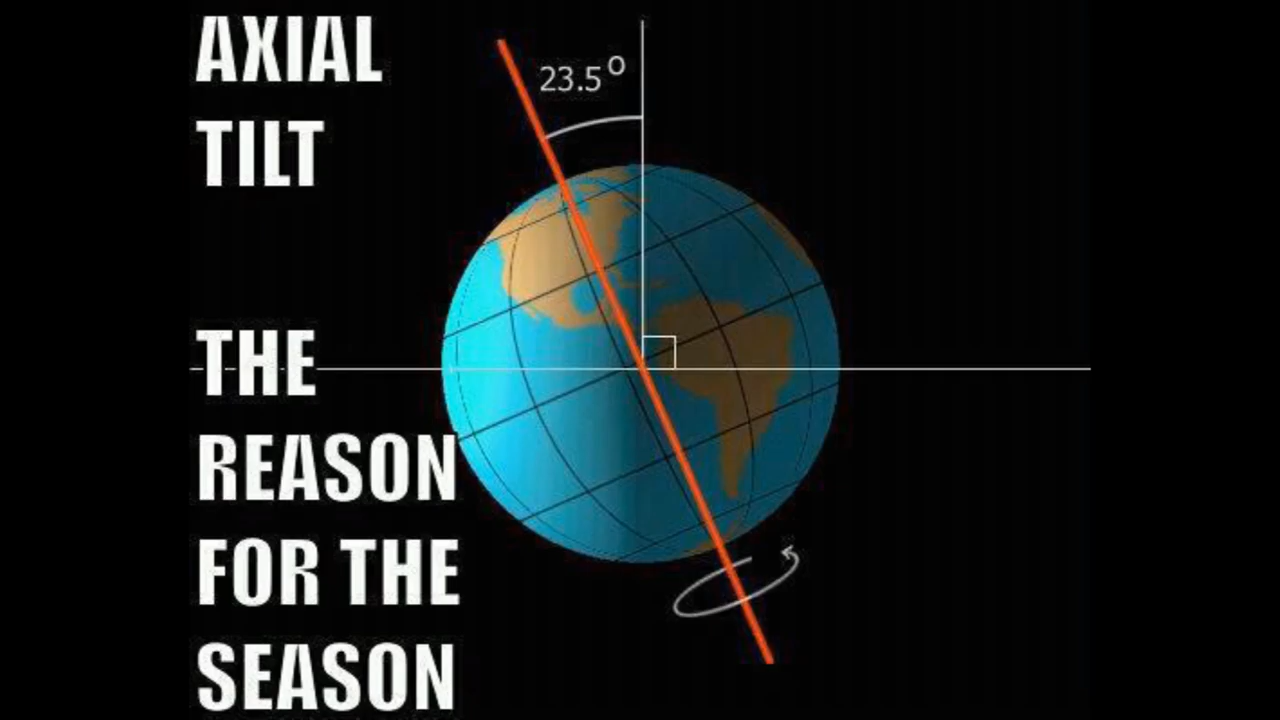 AXIAL
TILT
23.5°
THE
REASON
FOR THE
SEASON